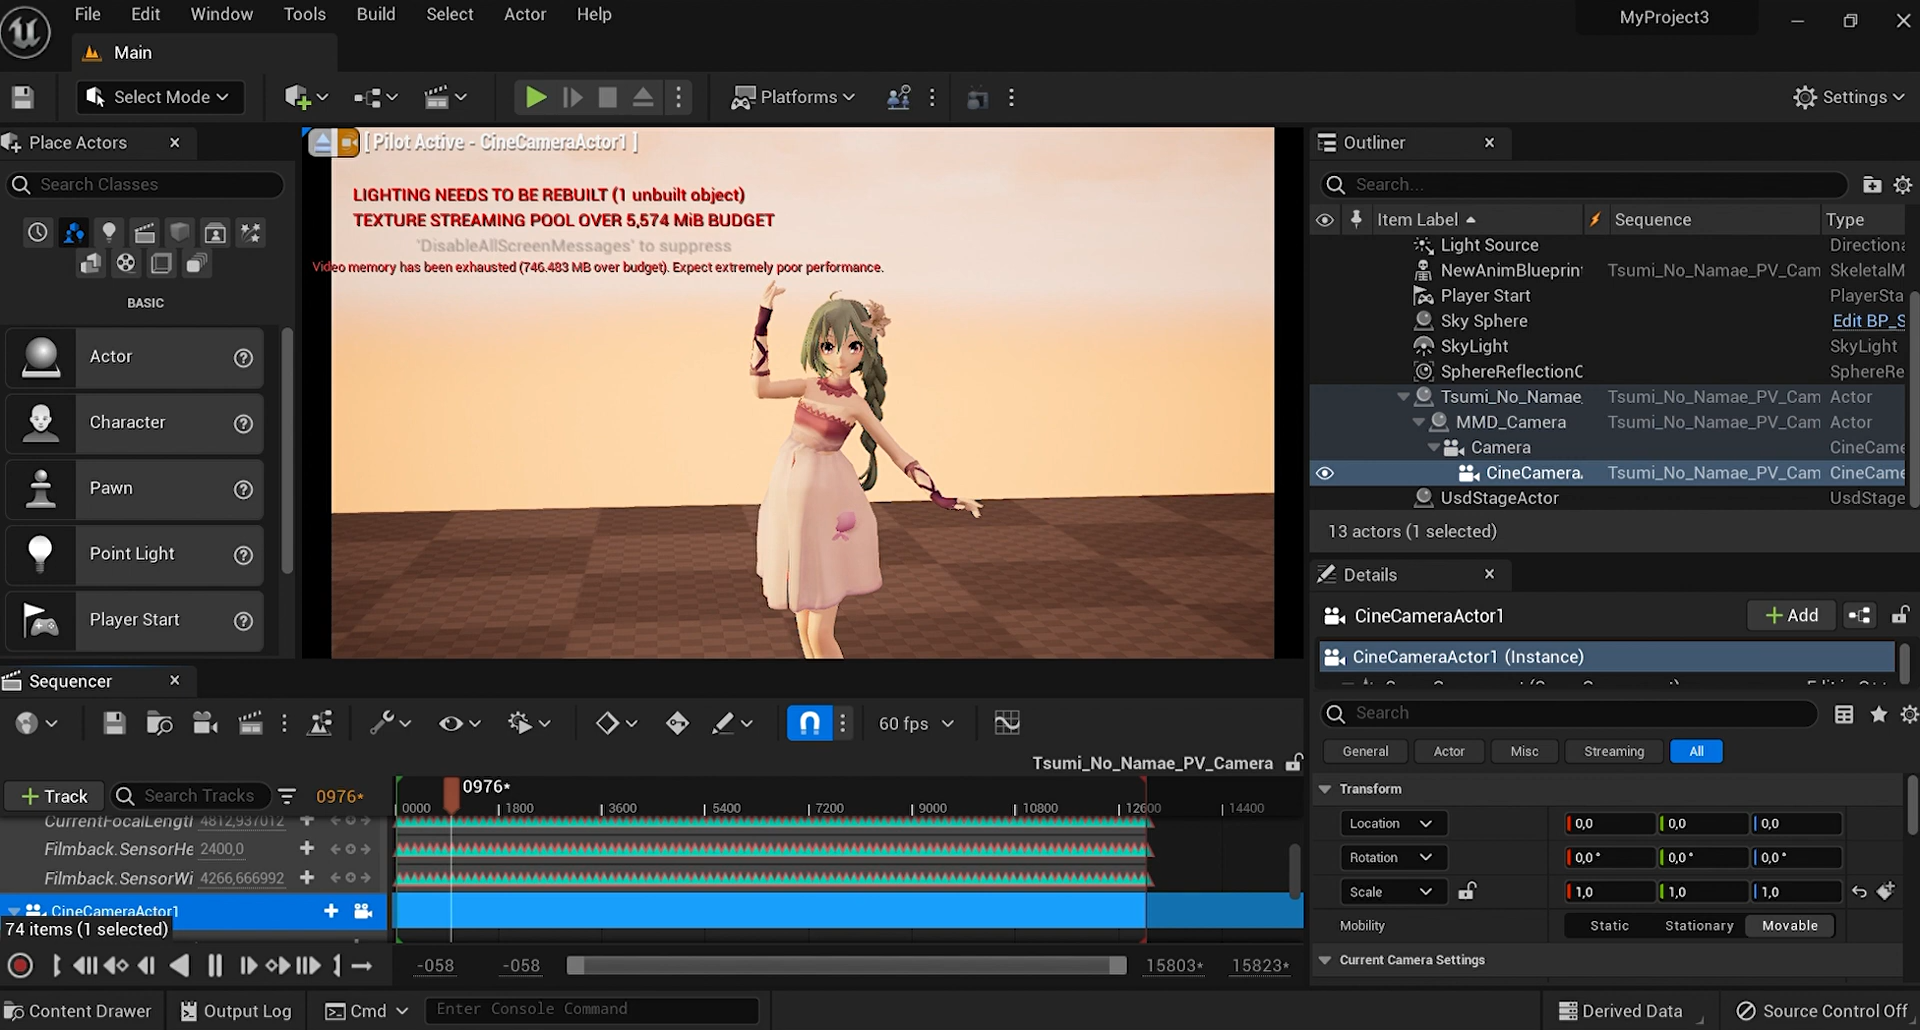 File Edit Window Tools Build Select Actor Help
MyProject3
Main
Select Mode
Platforms
Settings
Place Actors
Search Classes
BASIC
Actor
Character
Pawn
Point Light
Player Start
[ Pilot Active - CineCameraActor1 ]
LIGHTING NEEDS TO BE REBUILT (1 unbuilt object)
TEXTURE STREAMING POOL OVER 5,574 MiB BUDGET
'DisableAllScreenMessages' to suppress
Video memory has been exhausted (746.483 MB over budget). Expect extremely poor performance.
Outliner
Search...
Item Label Sequence Type
Light Source Directiona
NewAnimBlueprin Tsumi_No_Namae_PV_Cam SkeletalM
Player Start PlayerSta
Sky Sphere Edit BP_S
SkyLight SkyLight
SphereReflectionC SphereRe
Tsumi_No_Namae_ Tsumi_No_Namae_PV_Cam Actor
MMD_Camera Tsumi_No_Namae_PV_Cam Actor
Camera CineCame
CineCamera. Tsumi_No_Namae_PV_Cam CineCame
UsdStageActor UsdStage
13 actors (1 selected)
Details
CineCameraActor1
Add
CineCameraActor1 (Instance)
Search
General Actor Misc Streaming All
Transform
Location 0,0 0,0 0,0
Rotation 0,0° 0,0° 0,0°
Scale 1,0 1,0 1,0
Mobility Static Stationary Movable
Current Camera Settings
Sequencer
60 fps
Tsumi_No_Namae_PV_Camera
Track
Search Tracks
0976*
0976*
0000 1800 3600 5400 7200 9000 10800 12600 14400
CurrentFocalLengtl 4812,937012
Filmback.SensorHe 2400,0
Filmback.SensorWi 4266,666992
CineCameraActor1
74 items (1 selected)
-058 -058 15803* 15823*
Content Drawer
Output Log
Cmd
Enter Console Command
Derived Data
Source Control Off